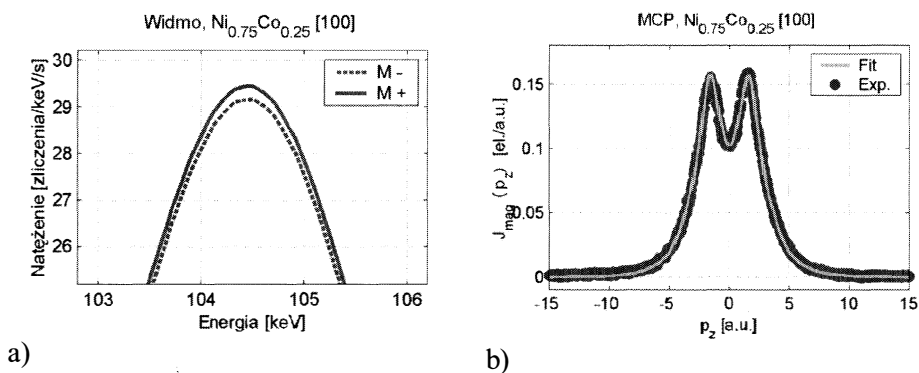 Widmo, Ni0.75Co0.25 [100]
M -
M +
29
28
27
26
Natężenie [zliczenia/keV/s]
103 104 105 106
Energia [keV]
a)
MCP, Ni0.75Co0.25 [100]
Fit
Exp.
0.15
0.1
0.05
0
Jmag (pz) [el./a.u.]
-15 -10 -5 0 5 10 15
pz [a.u.]
b)